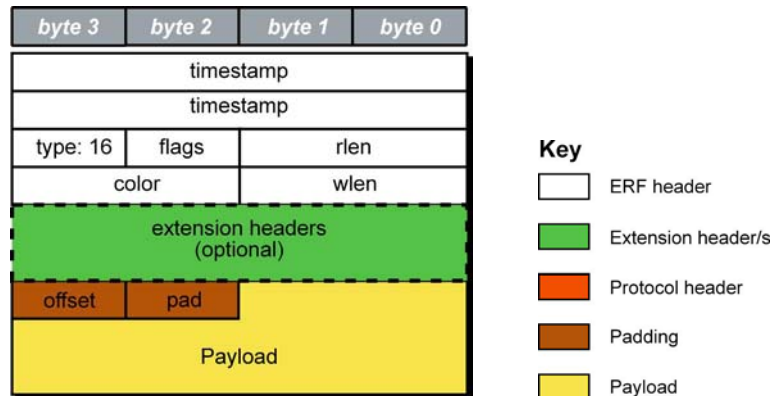 byte 3 byte 2 byte 1 byte 0
timestamp
timestamp
type: 16 flags rlen
color wlen
extension headers
(optional)
offset pad
Payload
Key
ERF header
Extension header/s
Protocol header
Padding
Payload